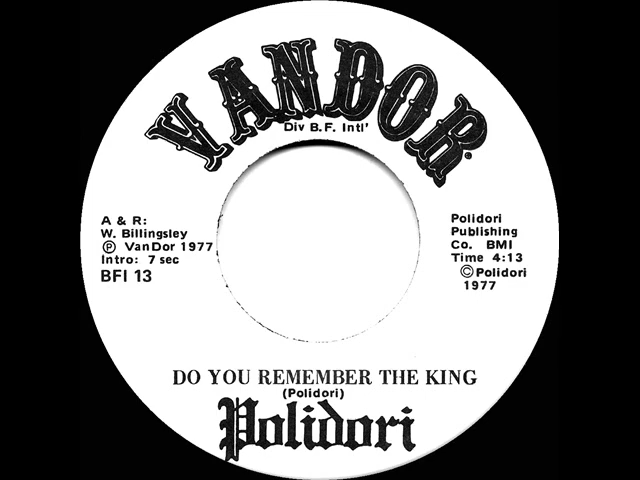 VANDOR®
Div B.F. Intl'
A & R:
W. Billingsley
Ⓟ VanDor 1977
Intro: 7 sec
BFI 13
Polidori
Publishing
Co. BMI
Time 4:13
© Polidori
1977
DO YOU REMEMBER THE KING
(Polidori)
Polidori